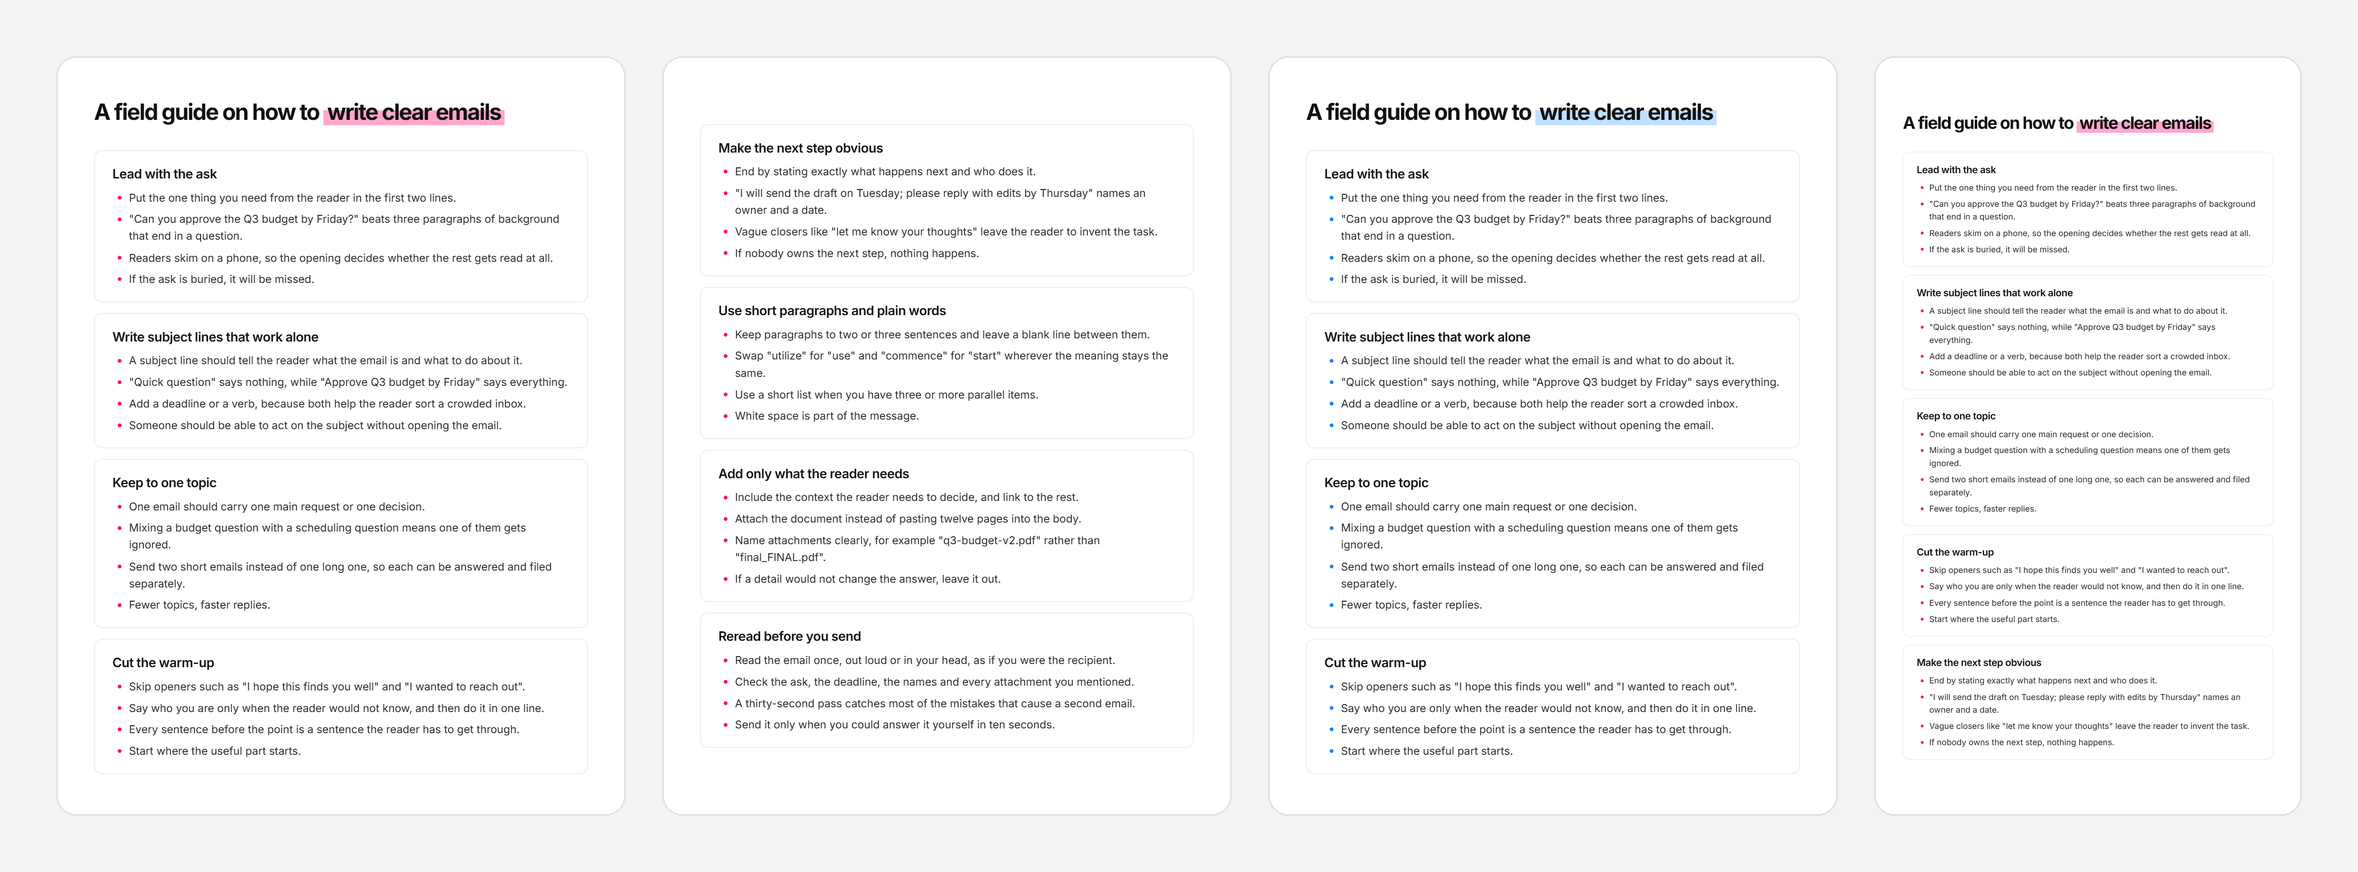 A field guide on how to write clear emails
Lead with the ask
Put the one thing you need from the reader in the first two lines.
"Can you approve the Q3 budget by Friday?" beats three paragraphs of background
that end in a question.
Readers skim on a phone, so the opening decides whether the rest gets read at all.
If the ask is buried, it will be missed.
Write subject lines that work alone
A subject line should tell the reader what the email is and what to do about it.
"Quick question" says nothing, while "Approve Q3 budget by Friday" says everything.
Add a deadline or a verb, because both help the reader sort a crowded inbox.
Someone should be able to act on the subject without opening the email.
Keep to one topic
One email should carry one main request or one decision.
Mixing a budget question with a scheduling question means one of them gets
ignored.
Send two short emails instead of one long one, so each can be answered and filed
separately.
Fewer topics, faster replies.
Cut the warm-up
Skip openers such as "I hope this finds you well" and "I wanted to reach out".
Say who you are only when the reader would not know, and then do it in one line.
Every sentence before the point is a sentence the reader has to get through.
Start where the useful part starts.
Make the next step obvious
End by stating exactly what happens next and who does it.
"I will send the draft on Tuesday; please reply with edits by Thursday" names an
owner and a date.
Vague closers like "let me know your thoughts" leave the reader to invent the task.
If nobody owns the next step, nothing happens.
Use short paragraphs and plain words
Keep paragraphs to two or three sentences and leave a blank line between them.
Swap "utilize" for "use" and "commence" for "start" wherever the meaning stays the
same.
Use a short list when you have three or more parallel items.
White space is part of the message.
Add only what the reader needs
Include the context the reader needs to decide, and link to the rest.
Attach the document instead of pasting twelve pages into the body.
Name attachments clearly, for example "q3-budget-v2.pdf" rather than
"final_FINAL.pdf".
If a detail would not change the answer, leave it out.
Reread before you send
Read the email once, out loud or in your head, as if you were the recipient.
Check the ask, the deadline, the names and every attachment you mentioned.
A thirty-second pass catches most of the mistakes that cause a second email.
Send it only when you could answer it yourself in ten seconds.
A field guide on how to write clear emails
Lead with the ask
Put the one thing you need from the reader in the first two lines.
"Can you approve the Q3 budget by Friday?" beats three paragraphs of background
that end in a question.
Readers skim on a phone, so the opening decides whether the rest gets read at all.
If the ask is buried, it will be missed.
Write subject lines that work alone
A subject line should tell the reader what the email is and what to do about it.
"Quick question" says nothing, while "Approve Q3 budget by Friday" says everything.
Add a deadline or a verb, because both help the reader sort a crowded inbox.
Someone should be able to act on the subject without opening the email.
Keep to one topic
One email should carry one main request or one decision.
Mixing a budget question with a scheduling question means one of them gets
ignored.
Send two short emails instead of one long one, so each can be answered and filed
separately.
Fewer topics, faster replies.
Cut the warm-up
Skip openers such as "I hope this finds you well" and "I wanted to reach out".
Say who you are only when the reader would not know, and then do it in one line.
Every sentence before the point is a sentence the reader has to get through.
Start where the useful part starts.
A field guide on how to write clear emails
Lead with the ask
Put the one thing you need from the reader in the first two lines.
"Can you approve the Q3 budget by Friday?" beats three paragraphs of background
that end in a question.
Readers skim on a phone, so the opening decides whether the rest gets read at all.
If the ask is buried, it will be missed.
Write subject lines that work alone
A subject line should tell the reader what the email is and what to do about it.
"Quick question" says nothing, while "Approve Q3 budget by Friday" says
everything.
Add a deadline or a verb, because both help the reader sort a crowded inbox.
Someone should be able to act on the subject without opening the email.
Keep to one topic
One email should carry one main request or one decision.
Mixing a budget question with a scheduling question means one of them gets
ignored.
Send two short emails instead of one long one, so each can be answered and filed
separately.
Fewer topics, faster replies.
Cut the warm-up
Skip openers such as "I hope this finds you well" and "I wanted to reach out".
Say who you are only when the reader would not know, and then do it in one line.
Every sentence before the point is a sentence the reader has to get through.
Start where the useful part starts.
Make the next step obvious
End by stating exactly what happens next and who does it.
"I will send the draft on Tuesday; please reply with edits by Thursday" names an
owner and a date.
Vague closers like "let me know your thoughts" leave the reader to invent the task.
If nobody owns the next step, nothing happens.